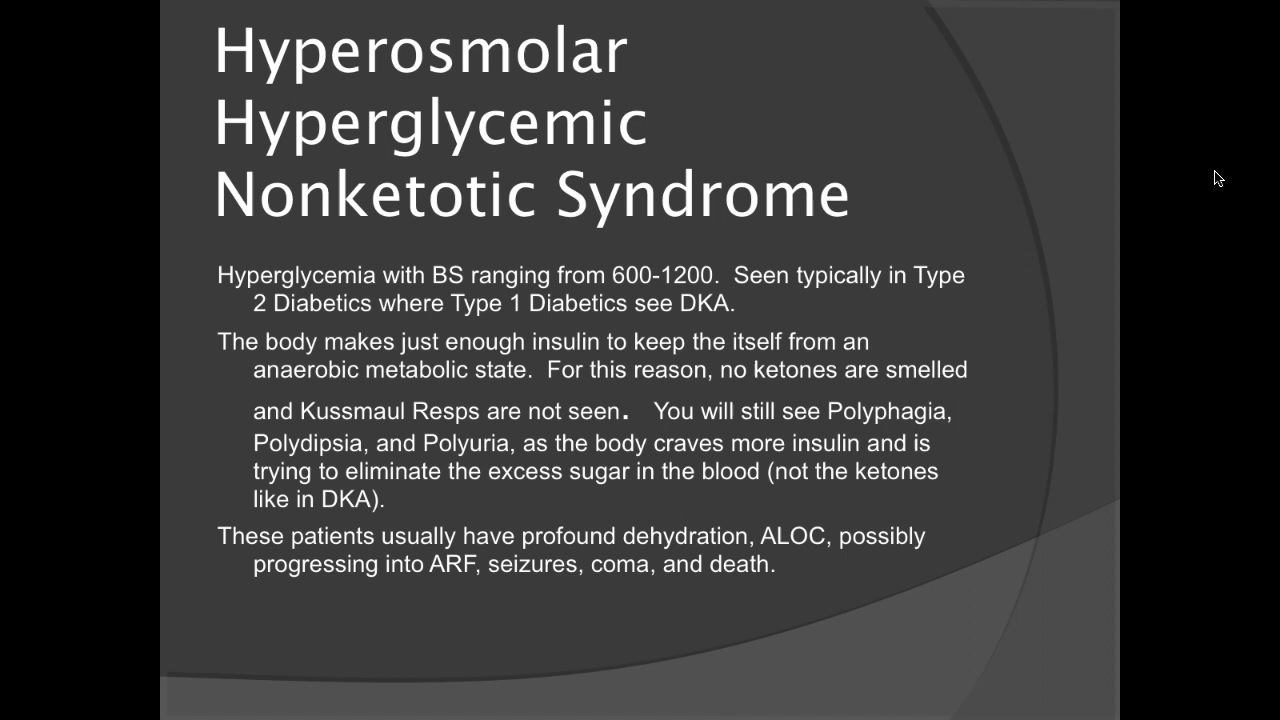 Hyperosmolar
Hyperglycemic
Nonketotic Syndrome
Hyperglycemia with BS ranging from 600-1200.  Seen typically in Type
2 Diabetics where Type 1 Diabetics see DKA.
The body makes just enough insulin to keep the itself from an
anaerobic metabolic state.  For this reason, no ketones are smelled
and Kussmaul Resps are not seen.   You will still see Polyphagia,
Polydipsia, and Polyuria, as the body craves more insulin and is
trying to eliminate the excess sugar in the blood (not the ketones
like in DKA).
These patients usually have profound dehydration, ALOC, possibly
progressing into ARF, seizures, coma, and death.